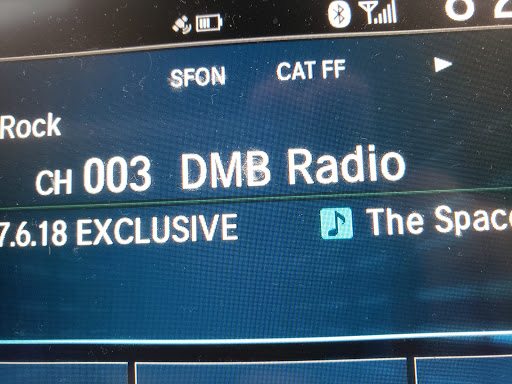 SFON CAT FF
Rock
CH 003 DMB Radio
7.6.18 EXCLUSIVE The Spac